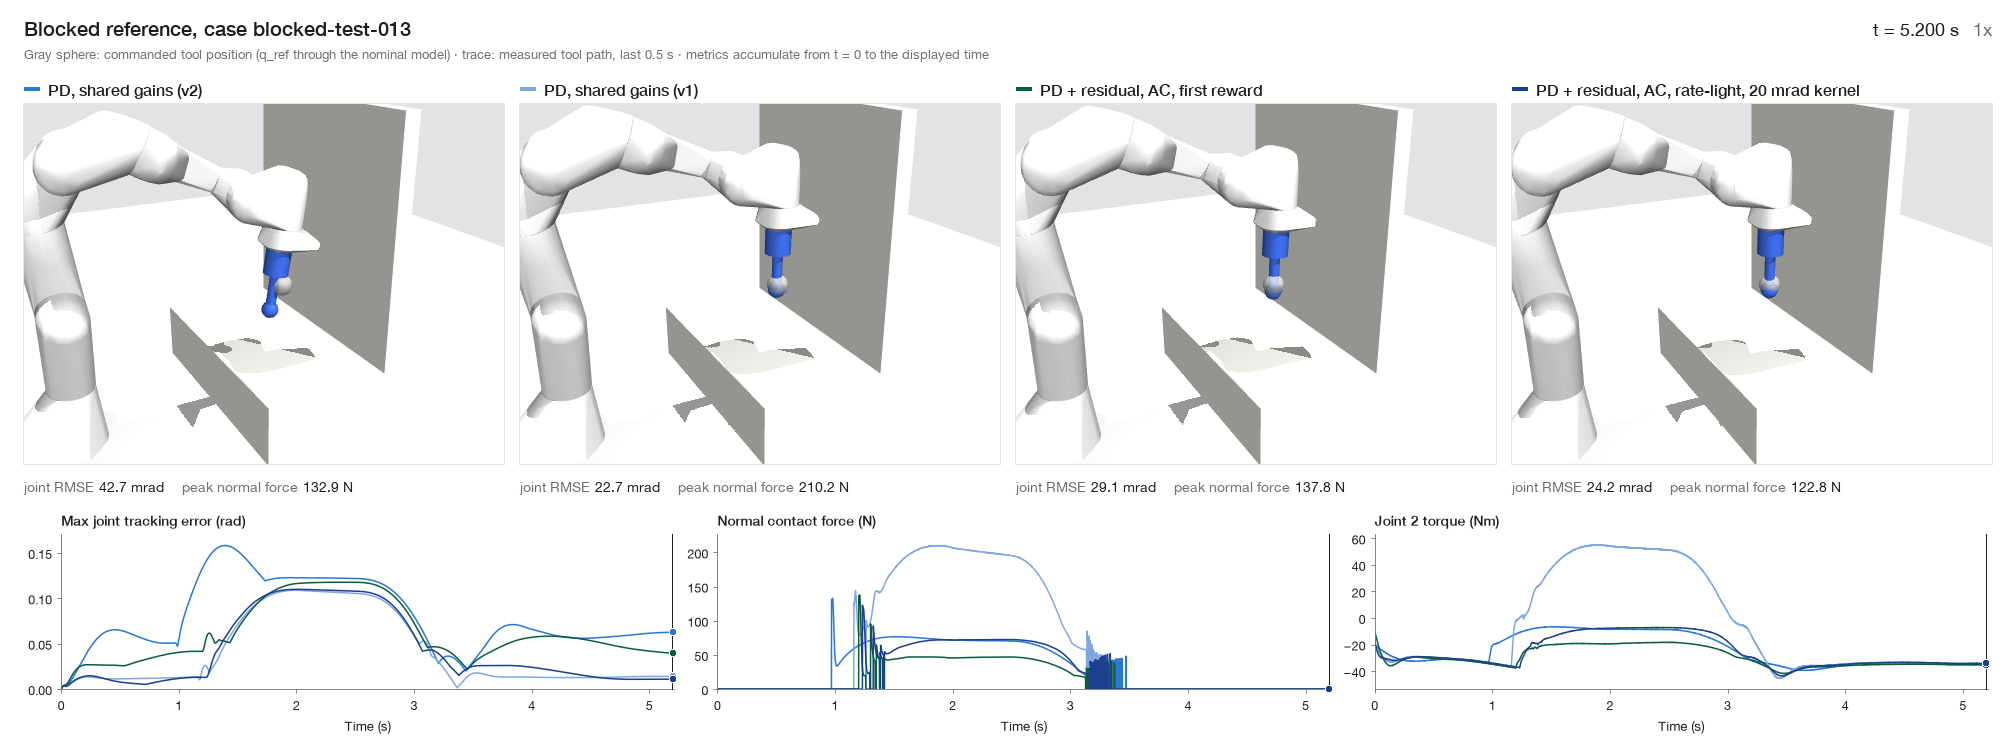 Blocked reference, case blocked-test-013
t = 5.200 s 1x
Gray sphere: commanded tool position (q_ref through the nominal model) · trace: measured tool path, last 0.5 s · metrics accumulate from t = 0 to the displayed time
PD, shared gains (v2)
PD, shared gains (v1)
PD + residual, AC, first reward
PD + residual, AC, rate-light, 20 mrad kernel
joint RMSE 42.7 mrad peak normal force 132.9 N
joint RMSE 22.7 mrad peak normal force 210.2 N
joint RMSE 29.1 mrad peak normal force 137.8 N
joint RMSE 24.2 mrad peak normal force 122.8 N
Max joint tracking error (rad)
0.15
0.10
0.05
0.00
0 1 2 3 4 5
Time (s)
Normal contact force (N)
200
150
100
50
0
0 1 2 3 4 5
Time (s)
Joint 2 torque (Nm)
60
40
20
0
−20
−40
0 1 2 3 4 5
Time (s)